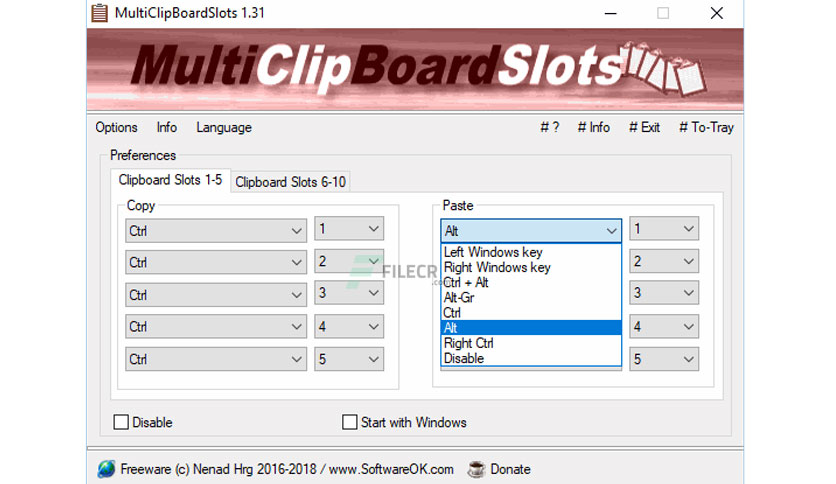 MultiClipBoardSlots 1.31
MultiClipBoardSlots
Options Info Language # ? # Info # Exit # To-Tray
Preferences
Clipboard Slots 1-5 Clipboard Slots 6-10
Copy Paste
Ctrl 1 Alt 1
Ctrl 2 2
Ctrl 3 3
Ctrl 4 4
Ctrl 5 5
Left Windows key
Right Windows key
Ctrl + Alt
Alt-Gr
Ctrl
Alt
Right Ctrl
Disable
FILECR
.com
Disable Start with Windows
Freeware (c) Nenad Hrg 2016-2018 / www.SoftwareOK.com Donate